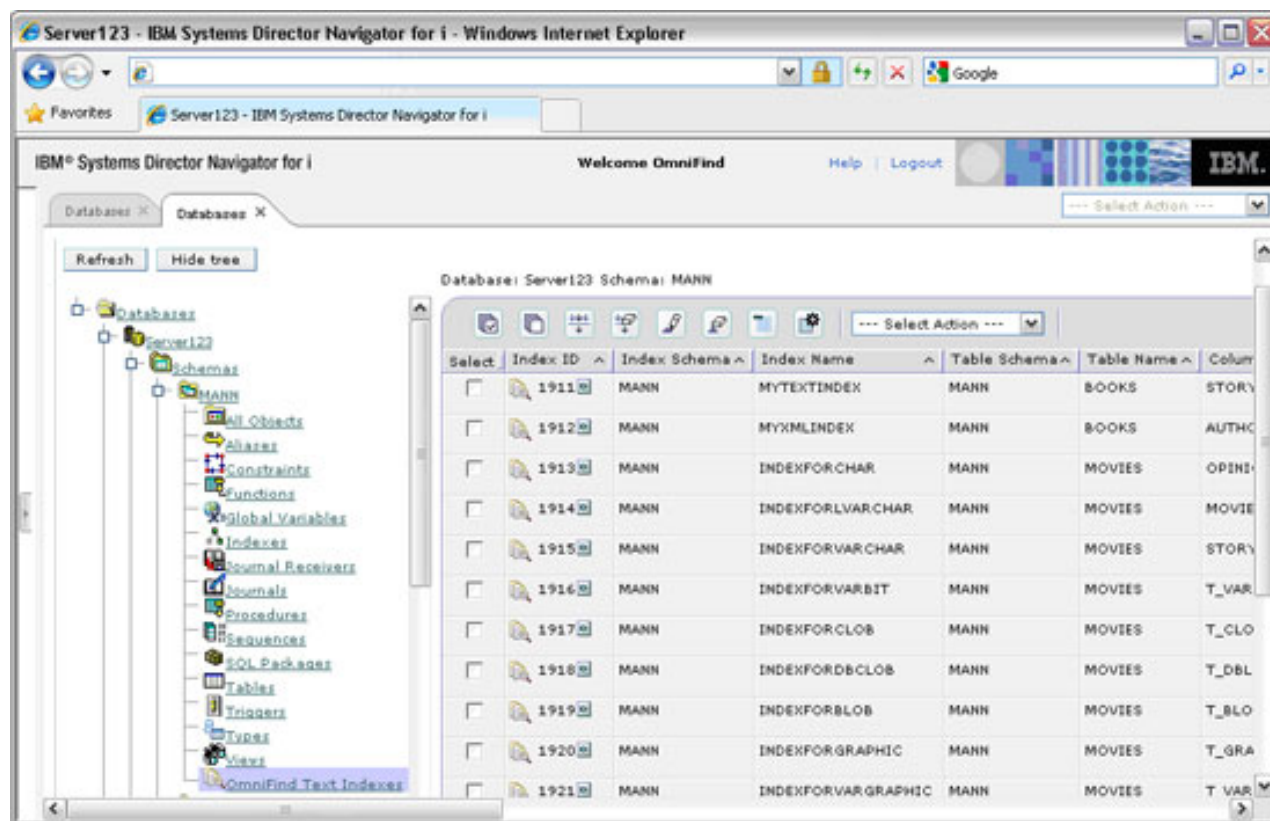 Server123 - IBM Systems Director Navigator for i - Windows Internet Explorer
Google
Favorites Server123 - IBM Systems Director Navigator for i
IBM® Systems Director Navigator for i Welcome OmniFind Help | Logout IBM.
Databases Databases --- Select Action ---
Refresh Hide tree
Database: Server123 Schema: MANN
--- Select Action ---
Databases
Server123
Schemas
MANN
All Objects
Aliases
Constraints
Functions
Global Variables
Indexes
Journal Receivers
Journals
Procedures
Sequences
SQL Packages
Tables
Triggers
Types
Views
OmniFind Text Indexes
Select Index ID Index Schema Index Name Table Schema Table Name Colum
1911 MANN MYTEXTINDEX MANN BOOKS STORY
1912 MANN MYXMLINDEX MANN BOOKS AUTHO
1913 MANN INDEXFORCHAR MANN MOVIES OPINI
1914 MANN INDEXFORLVARCHAR MANN MOVIES MOVIE
1915 MANN INDEXFORVARCHAR MANN MOVIES STORY
1916 MANN INDEXFORVARBIT MANN MOVIES T_VAR
1917 MANN INDEXFORCLOB MANN MOVIES T_CLO
1918 MANN INDEXFORDBCLOB MANN MOVIES T_DBL
1919 MANN INDEXFORBLOB MANN MOVIES T_BLO
1920 MANN INDEXFORGRAPHIC MANN MOVIES T_GRA
1921 MANN INDEXFORVARGRAPHIC MANN MOVIES T_VAR